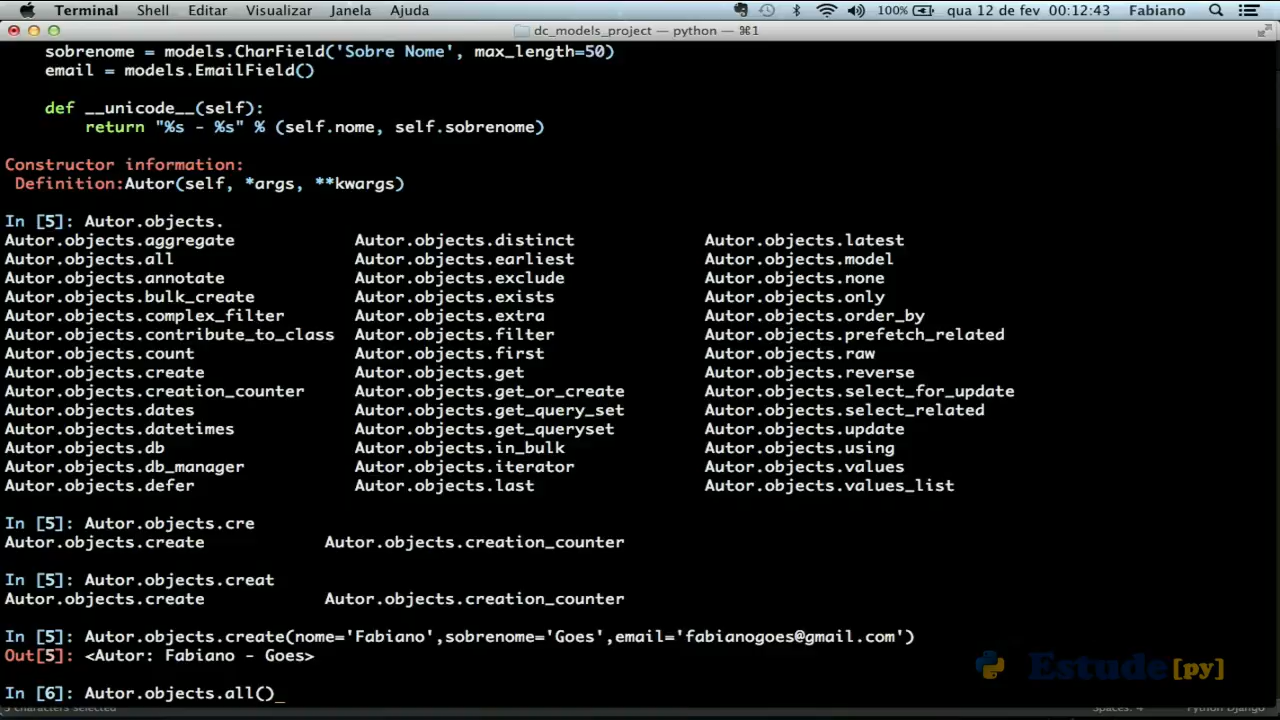 Terminal Shell Editar Visualizar Janela Ajuda 100% qua 12 de fev 00:12:43 Fabiano
dc_models_project — python — ⌘1
sobrenome = models.CharField('Sobre Nome', max_length=50)
email = models.EmailField()
def __unicode__(self):
return "%s - %s" % (self.nome, self.sobrenome)
Constructor information:
Definition:Autor(self, *args, **kwargs)
In [5]: Autor.objects.
Autor.objects.aggregate Autor.objects.distinct Autor.objects.latest
Autor.objects.all Autor.objects.earliest Autor.objects.model
Autor.objects.annotate Autor.objects.exclude Autor.objects.none
Autor.objects.bulk_create Autor.objects.exists Autor.objects.only
Autor.objects.complex_filter Autor.objects.extra Autor.objects.order_by
Autor.objects.contribute_to_class Autor.objects.filter Autor.objects.prefetch_related
Autor.objects.count Autor.objects.first Autor.objects.raw
Autor.objects.create Autor.objects.get Autor.objects.reverse
Autor.objects.creation_counter Autor.objects.get_or_create Autor.objects.select_for_update
Autor.objects.dates Autor.objects.get_query_set Autor.objects.select_related
Autor.objects.datetimes Autor.objects.get_queryset Autor.objects.update
Autor.objects.db Autor.objects.in_bulk Autor.objects.using
Autor.objects.db_manager Autor.objects.iterator Autor.objects.values
Autor.objects.defer Autor.objects.last Autor.objects.values_list
In [5]: Autor.objects.cre
Autor.objects.create Autor.objects.creation_counter
In [5]: Autor.objects.creat
Autor.objects.create Autor.objects.creation_counter
In [5]: Autor.objects.create(nome='Fabiano',sobrenome='Goes',email='fabianogoes@gmail.com')
Out[5]: <Autor: Fabiano - Goes>
Estude[py]
In [6]: Autor.objects.all()_
characters selected Spaces: 4 Python Django